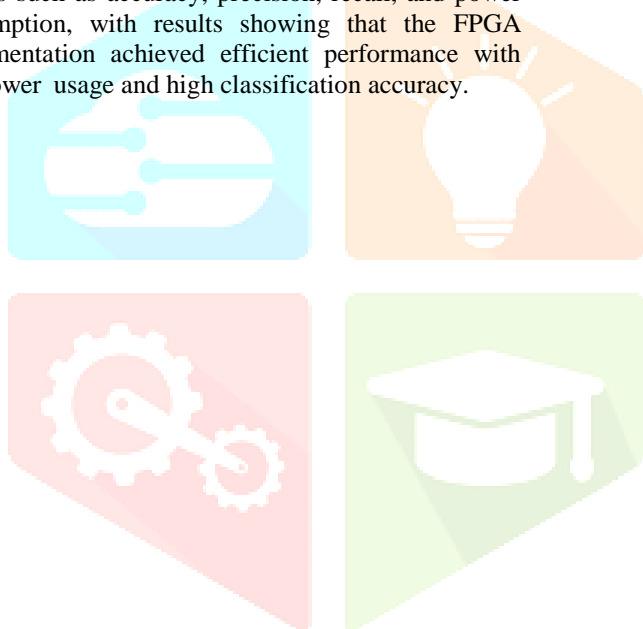 such as accuracy, precision, recall, and power
mption, with results showing that the FPGA
mentation achieved efficient performance with
ower usage and high classification accuracy.